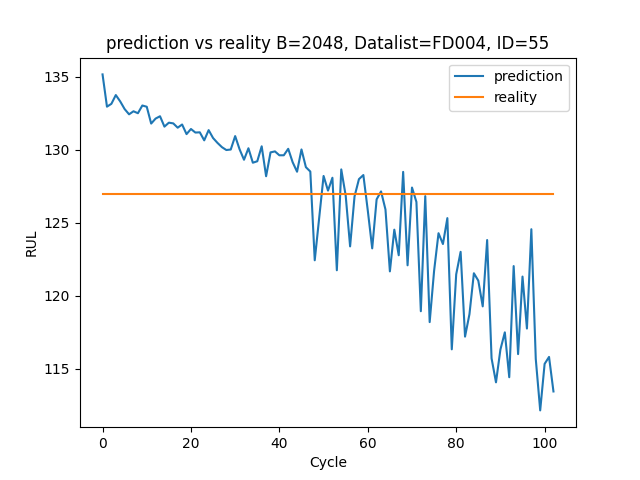 prediction vs reality B=2048, Datalist=FD004, ID=55
prediction
reality
RUL
135
130
125
120
115
0 20 40 60 80 100
Cycle